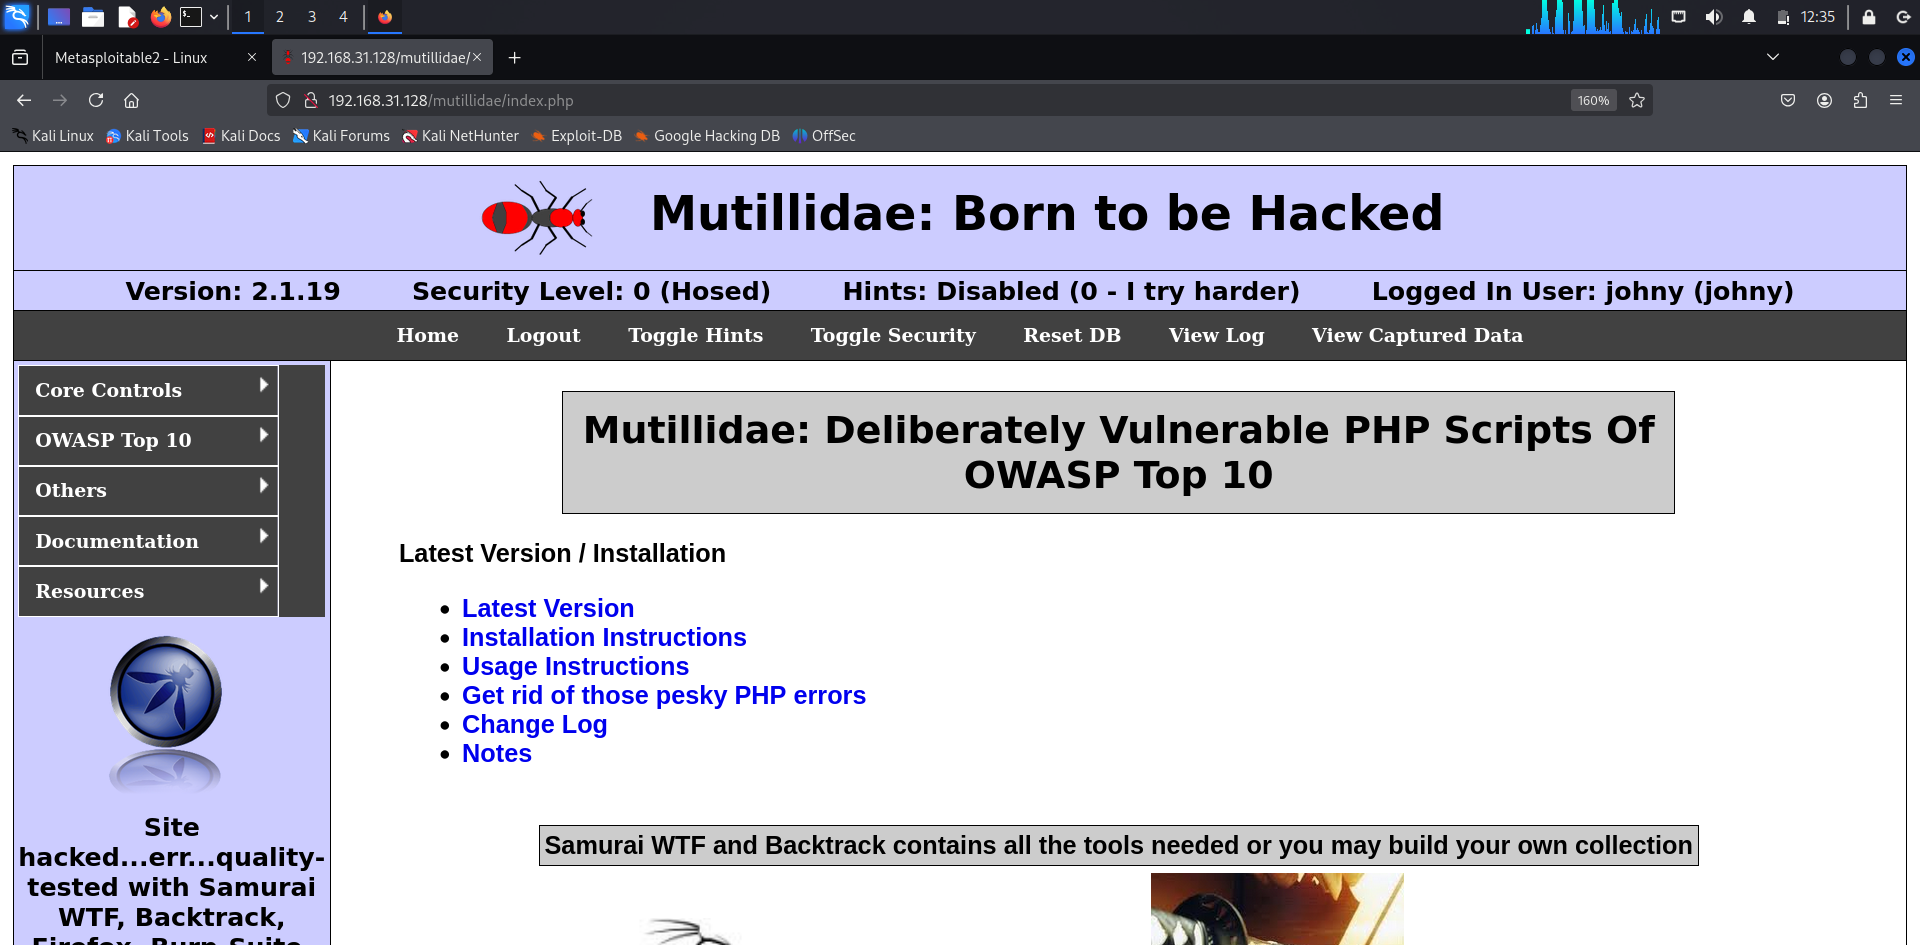 1 2 3 4 12:35
Metasploitable2 - Linux 192.168.31.128/mutillidae/
192.168.31.128/mutillidae/index.php 160%
Kali Linux Kali Tools Kali Docs Kali Forums Kali NetHunter Exploit-DB Google Hacking DB OffSec
Mutillidae: Born to be Hacked
Version: 2.1.19 Security Level: 0 (Hosed) Hints: Disabled (0 - I try harder) Logged In User: johny (johny)
Home Logout Toggle Hints Toggle Security Reset DB View Log View Captured Data
Core Controls
OWASP Top 10
Others
Documentation
Resources
Site
hacked...err...quality-
tested with Samurai
WTF, Backtrack,
Firefox, Burp-Suite,
Mutillidae: Deliberately Vulnerable PHP Scripts Of
OWASP Top 10
Latest Version / Installation
Latest Version
Installation Instructions
Usage Instructions
Get rid of those pesky PHP errors
Change Log
Notes
Samurai WTF and Backtrack contains all the tools needed or you may build your own collection